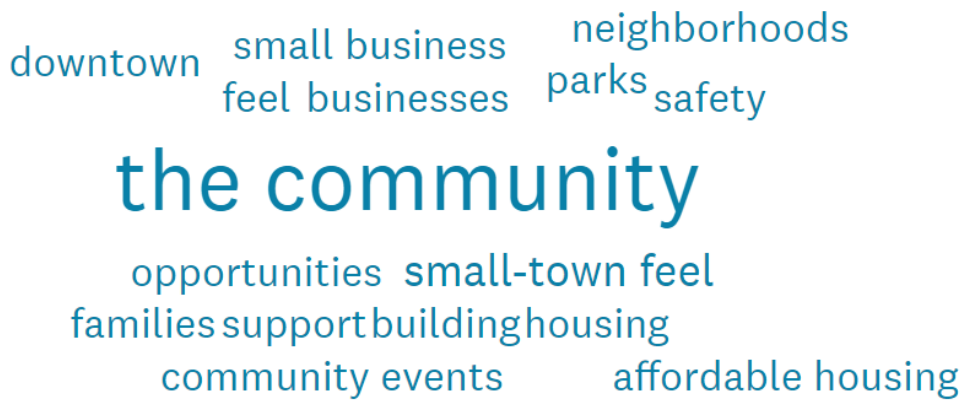 downtown small business neighborhoods
feel businesses parks safety
the community
opportunities small-town feel
families support building housing
community events affordable housing